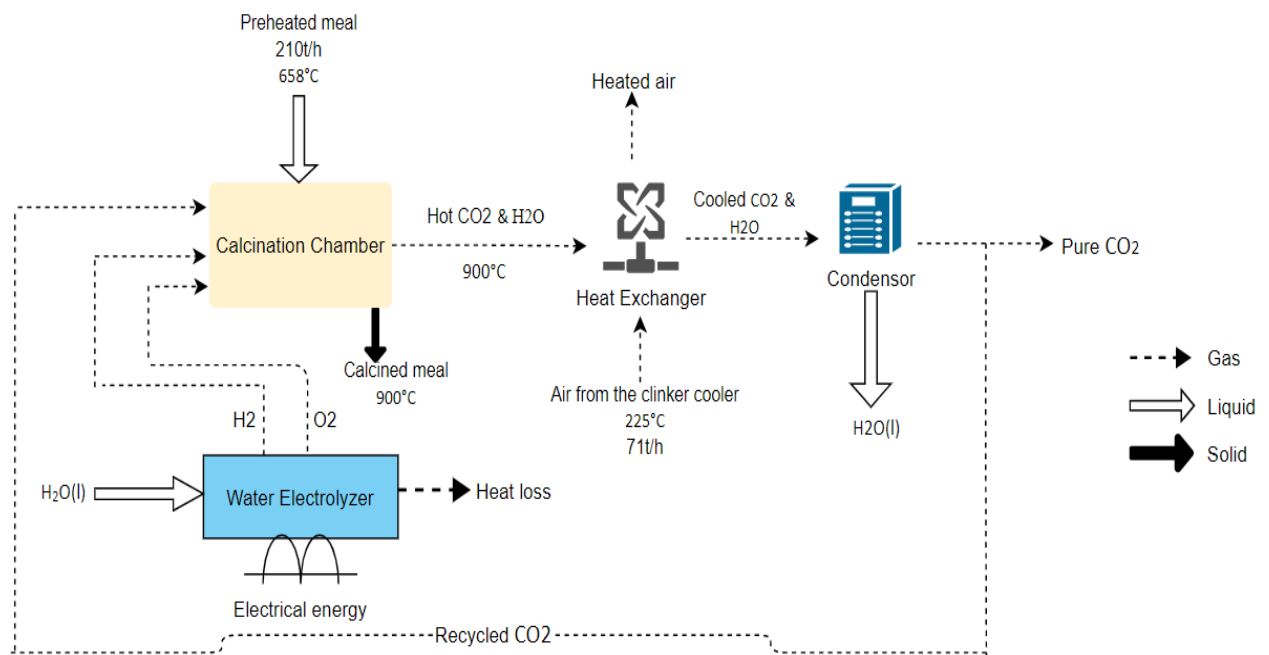 Preheated meal
210t/h
658°C
Heated air
Calcination Chamber
Hot CO2 & H2O
900°C
Heat Exchanger
Cooled CO2 &
H2O
Condensor
Pure CO2
Calcined meal
900°C
Air from the clinker cooler
225°C
71t/h
H2O(l)
Gas
Liquid
Solid
H2
O2
H2O(l)
Water Electrolyzer
Heat loss
Electrical energy
Recycled CO2